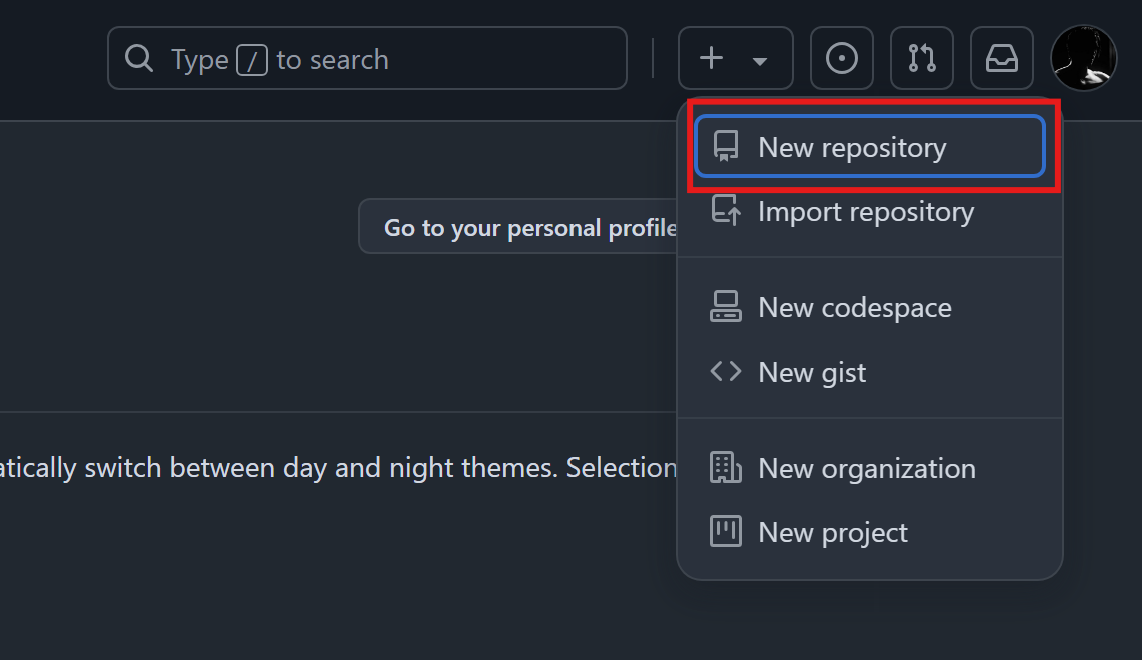 Type / to search
New repository
Go to your personal profile
Import repository
New codespace
New gist
atically switch between day and night themes. Selection
New organization
New project